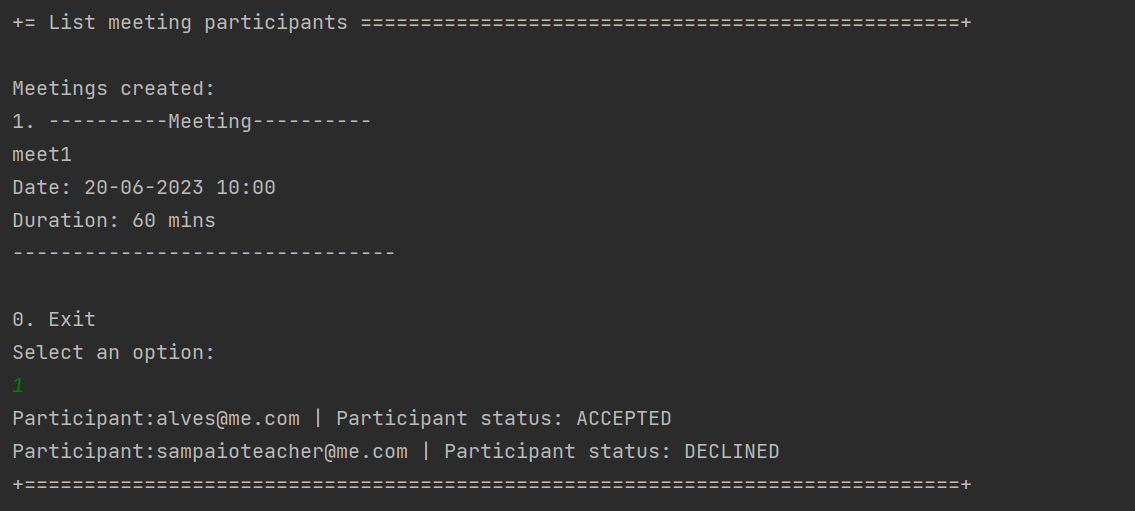 += List meeting participants ==================================================+
Meetings created:
1. ----------Meeting----------
meet1
Date: 20-06-2023 10:00
Duration: 60 mins
--------------------------------
0. Exit
Select an option:
1
Participant:alves@me.com | Participant status: ACCEPTED
Participant:sampaioteacher@me.com | Participant status: DECLINED
+==============================================================================+